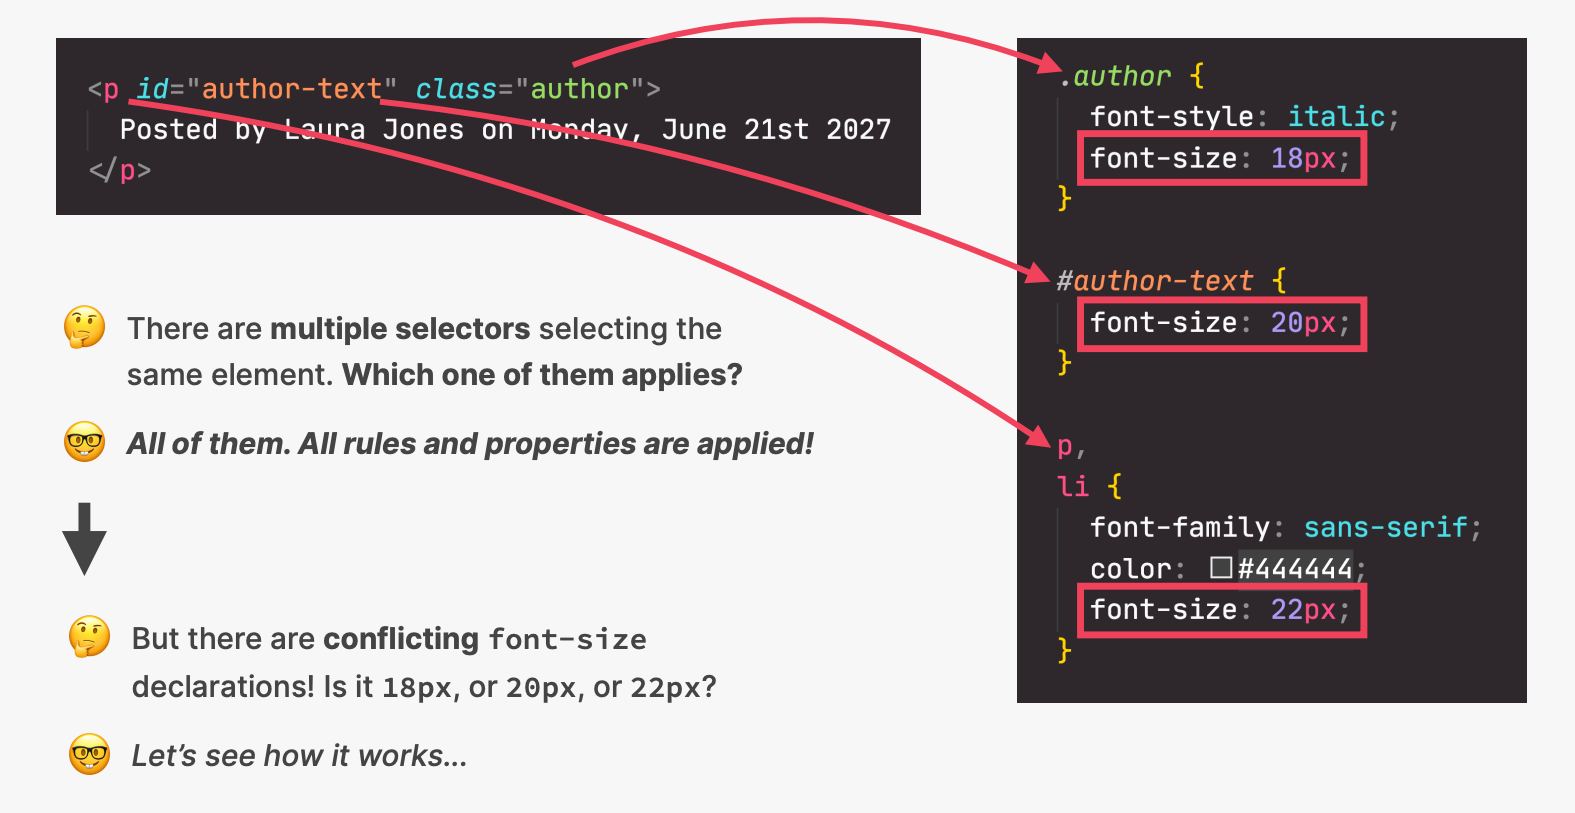 <p id="author-text" class="author">
Posted by Laura Jones on Monday, June 21st 2027
</p>
There are multiple selectors selecting the
same element. Which one of them applies?
All of them. All rules and properties are applied!
But there are conflicting font-size
declarations! Is it 18px, or 20px, or 22px?
Let’s see how it works...
.author {
font-style: italic;
font-size: 18px;
}
#author-text {
font-size: 20px;
}
p,
li {
font-family: sans-serif;
color: #444444;
font-size: 22px;
}